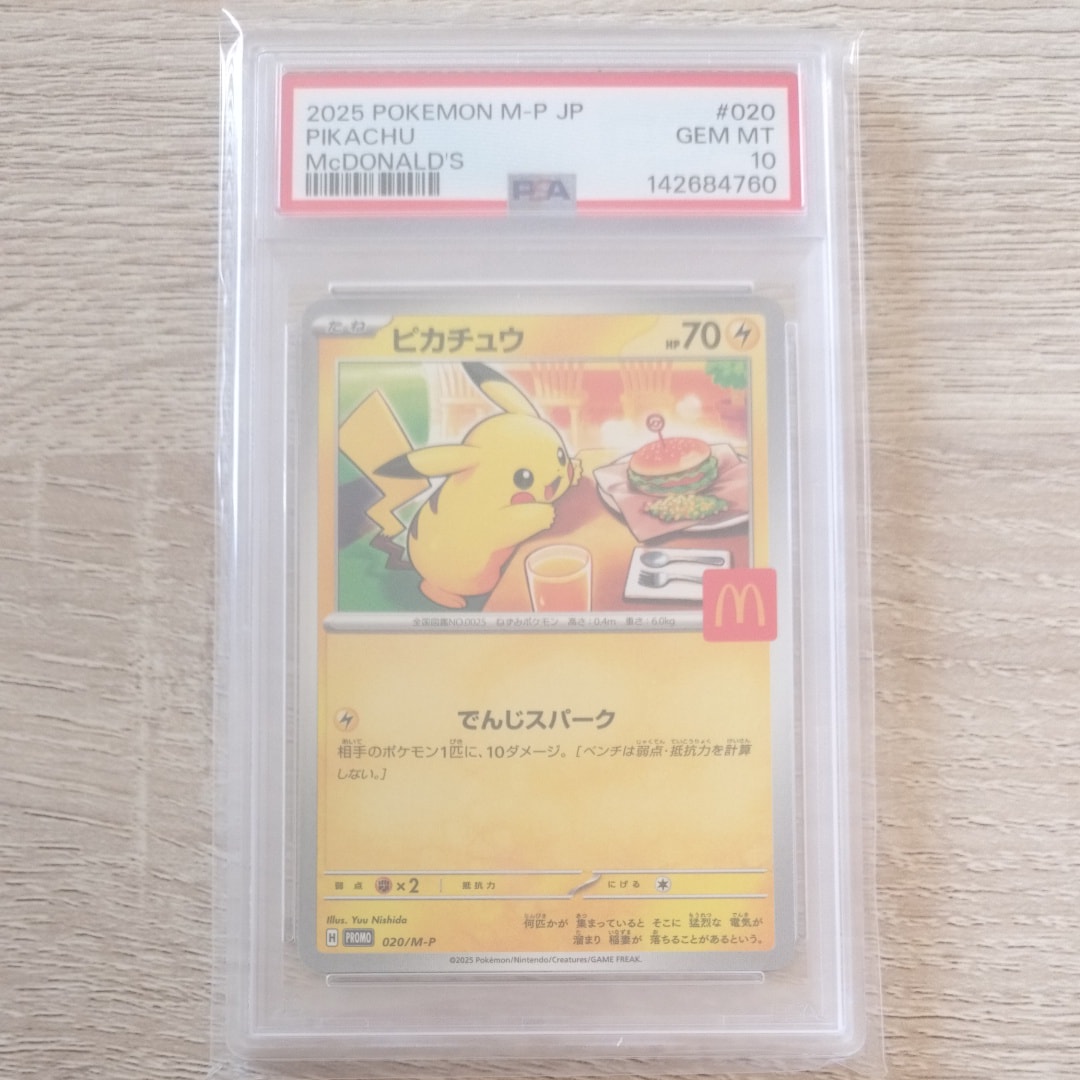 2025 POKEMON M-P JP #020
PIKACHU GEM MT
McDONALD'S 10
PSA 142684760
たね ピカチュウ HP70
全国図鑑NO.0025 ねずみポケモン 高さ:0.4m 重さ:6.0kg
M
でんじスパーク
相手のポケモン1匹に、10ダメージ。[ベンチは弱点・抵抗力を計算
しない。]
弱点 ×2 抵抗力 にげる
Illus. Yuu Nishida
何匹かが 集まっていると そこに 猛烈な 電気が
溜まり 稲妻が 落ちることがあるという。
H PROMO 020/M-P
©2025 Pokémon/Nintendo/Creatures/GAME FREAK.